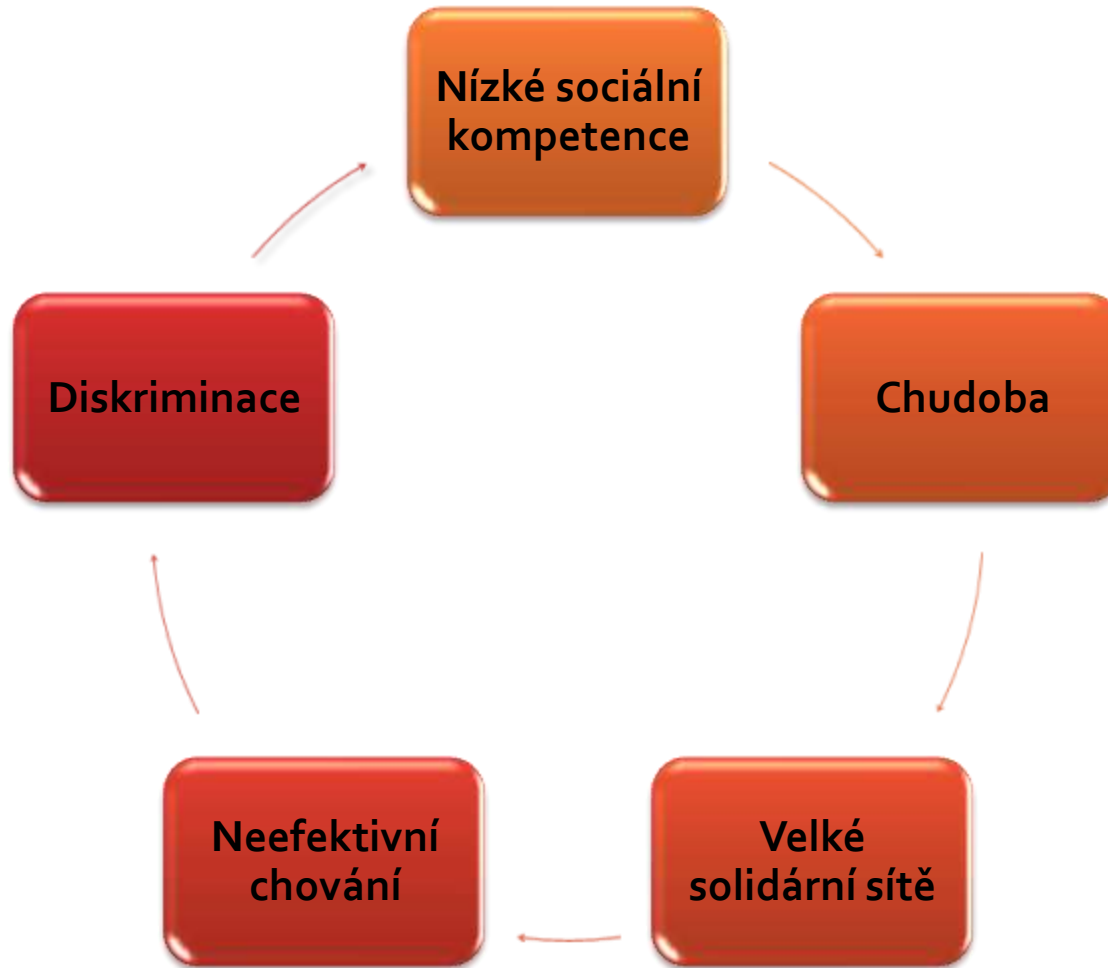 Nízké sociální
kompetence
Diskriminace
Chudoba
Neefektivní
chování
Velké
solidární sítě